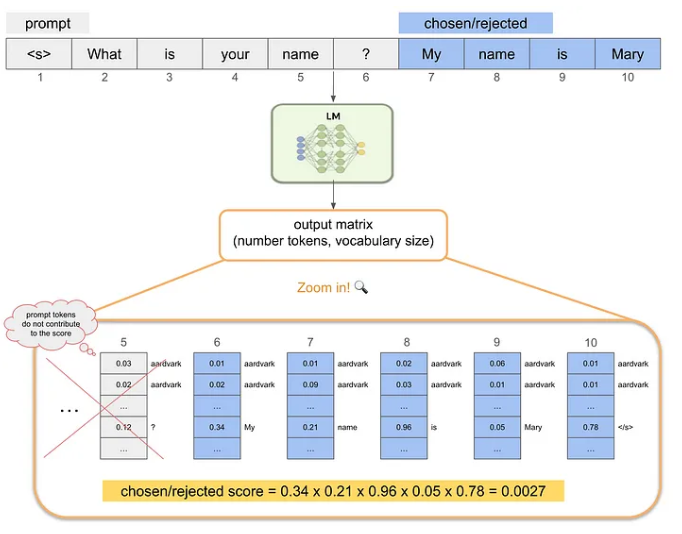 prompt chosen/rejected
<s> What is your name ? My name is Mary
1 2 3 4 5 6 7 8 9 10
LM
output matrix
(number tokens, vocabulary size)
Zoom in! 🔍
prompt tokens
do not contribute
to the score
5 6 7 8 9 10
0.03 aardvark 0.01 aardvark 0.01 aardvark 0.02 aardvark 0.06 aardvark 0.01 aardvark
0.02 aardvark 0.02 aardvark 0.09 aardvark 0.03 aardvark 0.01 aardvark 0.01 aardvark
... ... ... ... ... ... ...
0.12 ? 0.34 My 0.21 name 0.96 is 0.05 Mary 0.78 </s>
... ... ... ... ... ...
chosen/rejected score = 0.34 x 0.21 x 0.96 x 0.05 x 0.78 = 0.0027